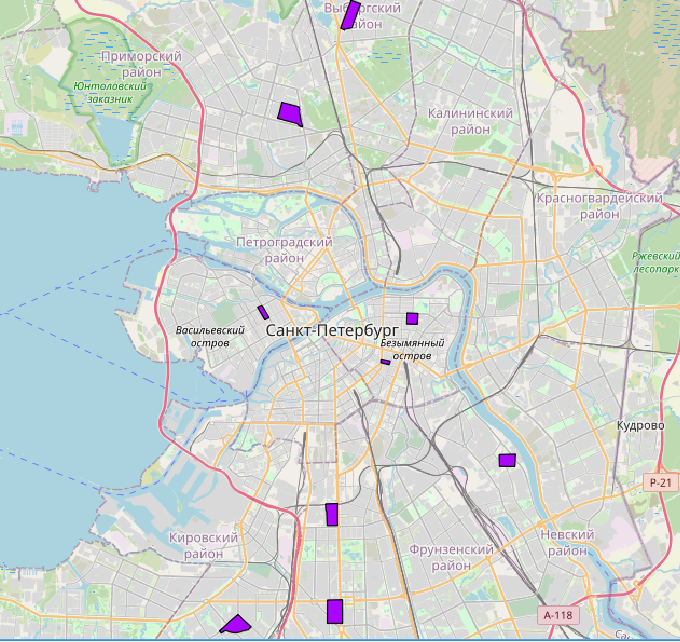 Выборгский
район
Приморский
район
Юнтоловский
заказник
Калининский
район
Красногвардейский
район
Петроградский
район
Ржевский
лесопарк
Васильевский
остров
Санкт-Петербург
Безымянный
остров
Кудрово
Р-21
Кировский
район
Фрунзенский
район
Невский
район
А-118